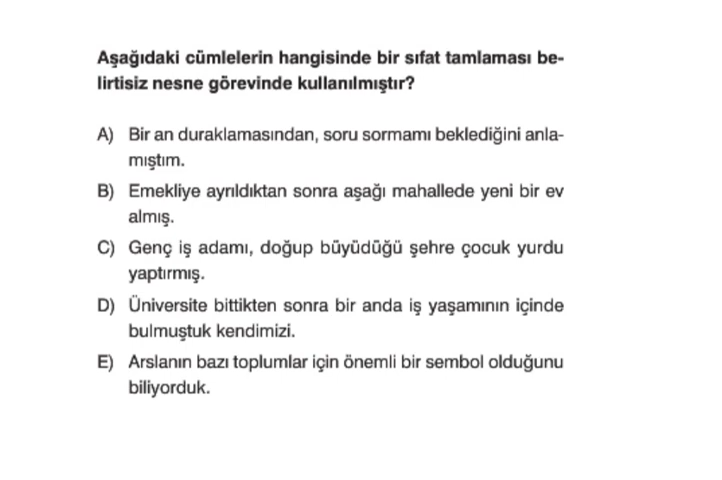 Aşağıdaki cümlelerin hangisinde bir sıfat tamlaması be-
lirtisiz nesne görevinde kullanılmıştır?
A) Bir an duraklamasından, soru sormamı beklediğini anla-
mıştım.
B) Emekliye ayrıldıktan sonra aşağı mahallede yeni bir ev
almış.
C) Genç iş adamı, doğup büyüdüğü şehre çocuk yurdu
yaptırmış.
D) Üniversite bittikten sonra bir anda iş yaşamının içinde
bulmuştuk kendimizi.
E) Arslanın bazı toplumlar için önemli bir sembol olduğunu
biliyorduk.